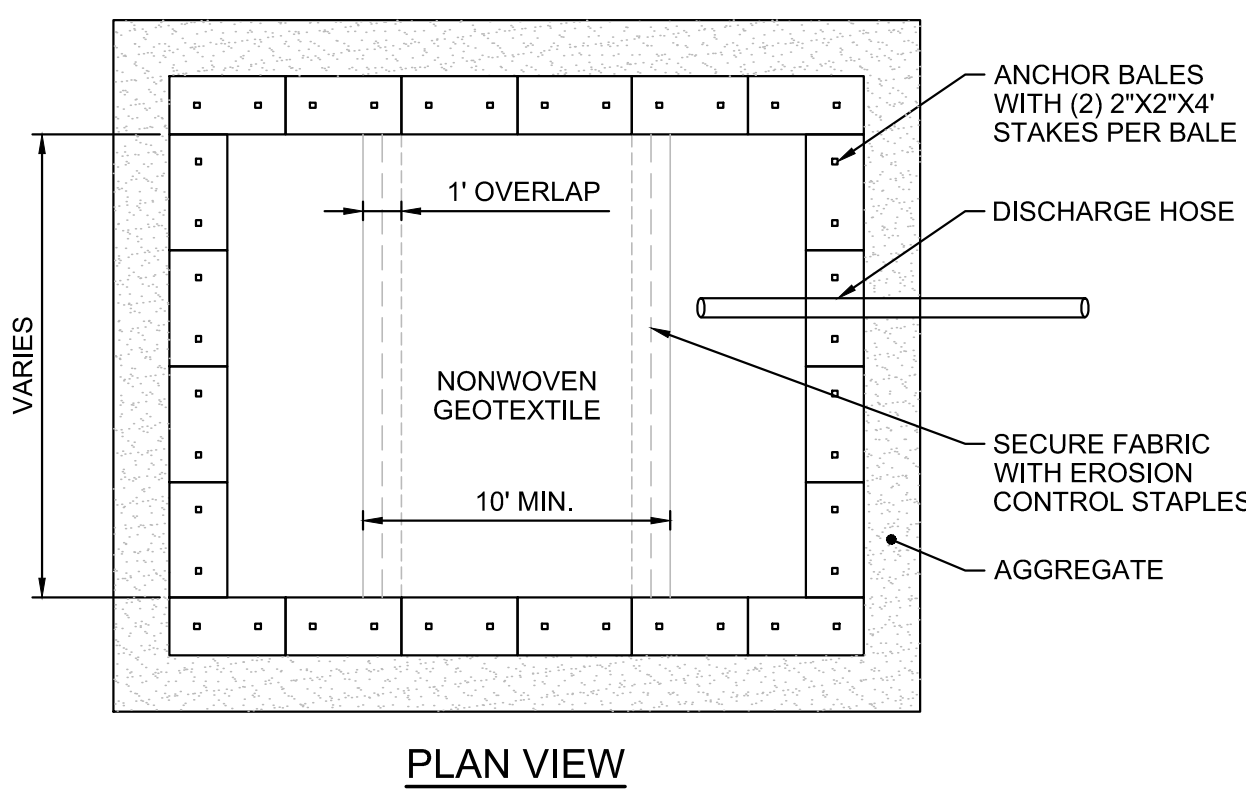 ANCHOR BALES
WITH (2) 2"X2"X4'
STAKES PER BALE
1' OVERLAP
DISCHARGE HOSE
VARIES
NONWOVEN
GEOTEXTILE
SECURE FABRIC
WITH EROSION
CONTROL STAPLES
10' MIN.
AGGREGATE
PLAN VIEW